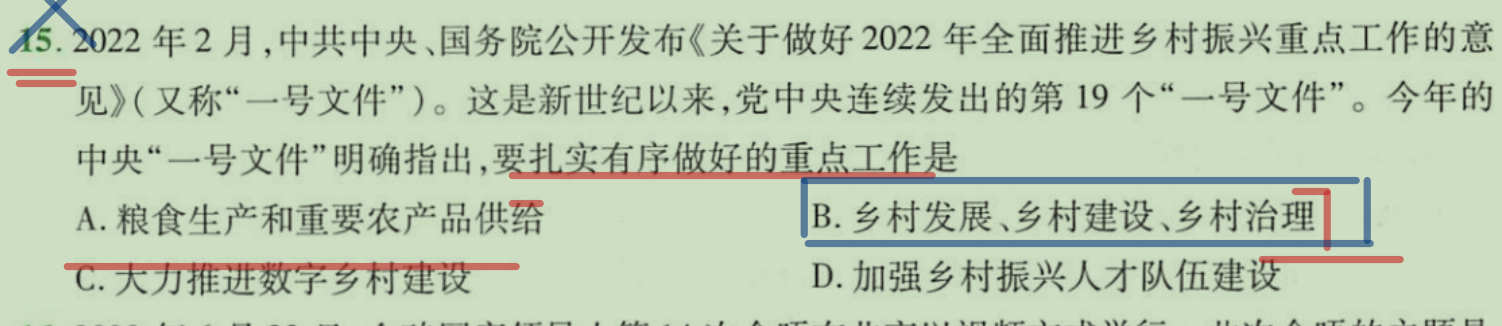 15. 2022 年 2 月,中共中央、国务院公开发布《关于做好 2022 年全面推进乡村振兴重点工作的意
见》(又称“一号文件”)。这是新世纪以来,党中央连续发出的第 19 个“一号文件”。今年的
中央“一号文件”明确指出,要扎实有序做好的重点工作是
A. 粮食生产和重要农产品供给
B. 乡村发展、乡村建设、乡村治理
C. 大力推进数字乡村建设
D. 加强乡村振兴人才队伍建设